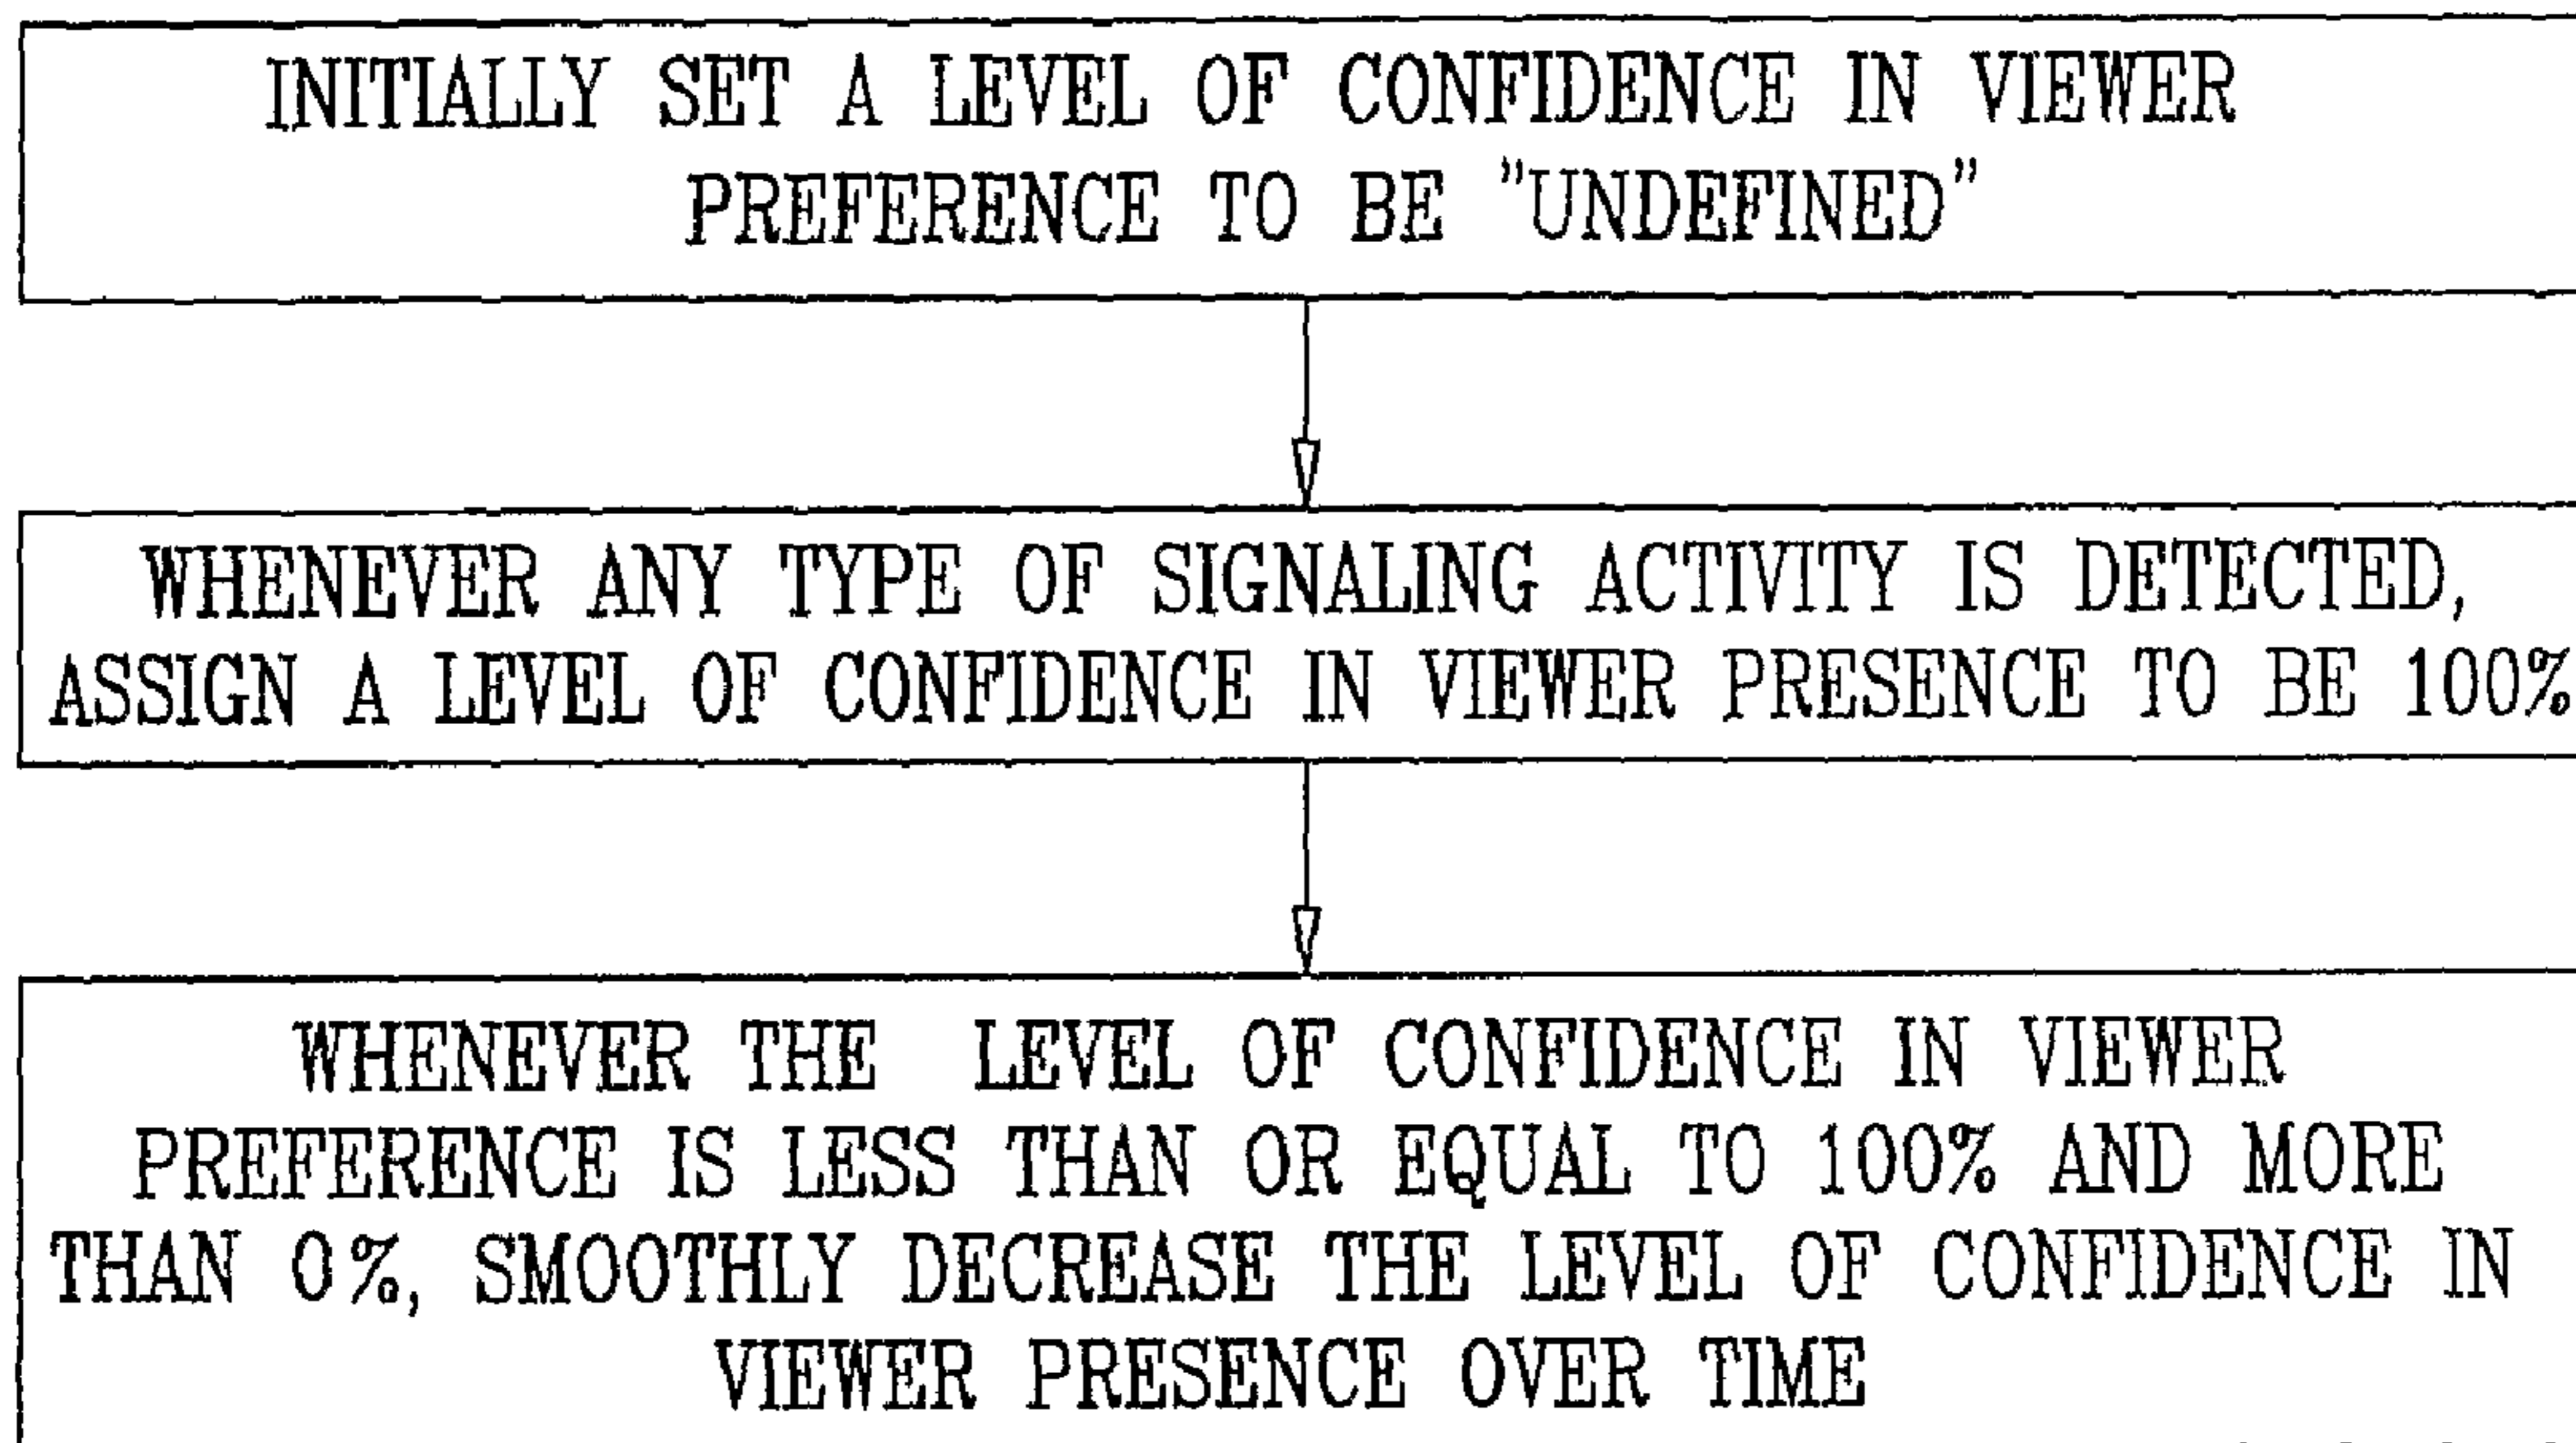 INITIALLY SET A LEVEL OF CONFIDENCE IN VIEWER
PREFERENCE TO BE "UNDEFINED"
WHENEVER ANY TYPE OF SIGNALING ACTIVITY IS DETECTED,
ASSIGN A LEVEL OF CONFIDENCE IN VIEWER PRESENCE TO BE 100%
WHENEVER THE LEVEL OF CONFIDENCE IN VIEWER
PREFERENCE IS LESS THAN OR EQUAL TO 100% AND MORE
THAN 0%, SMOOTHLY DECREASE THE LEVEL OF CONFIDENCE IN
VIEWER PRESENCE OVER TIME